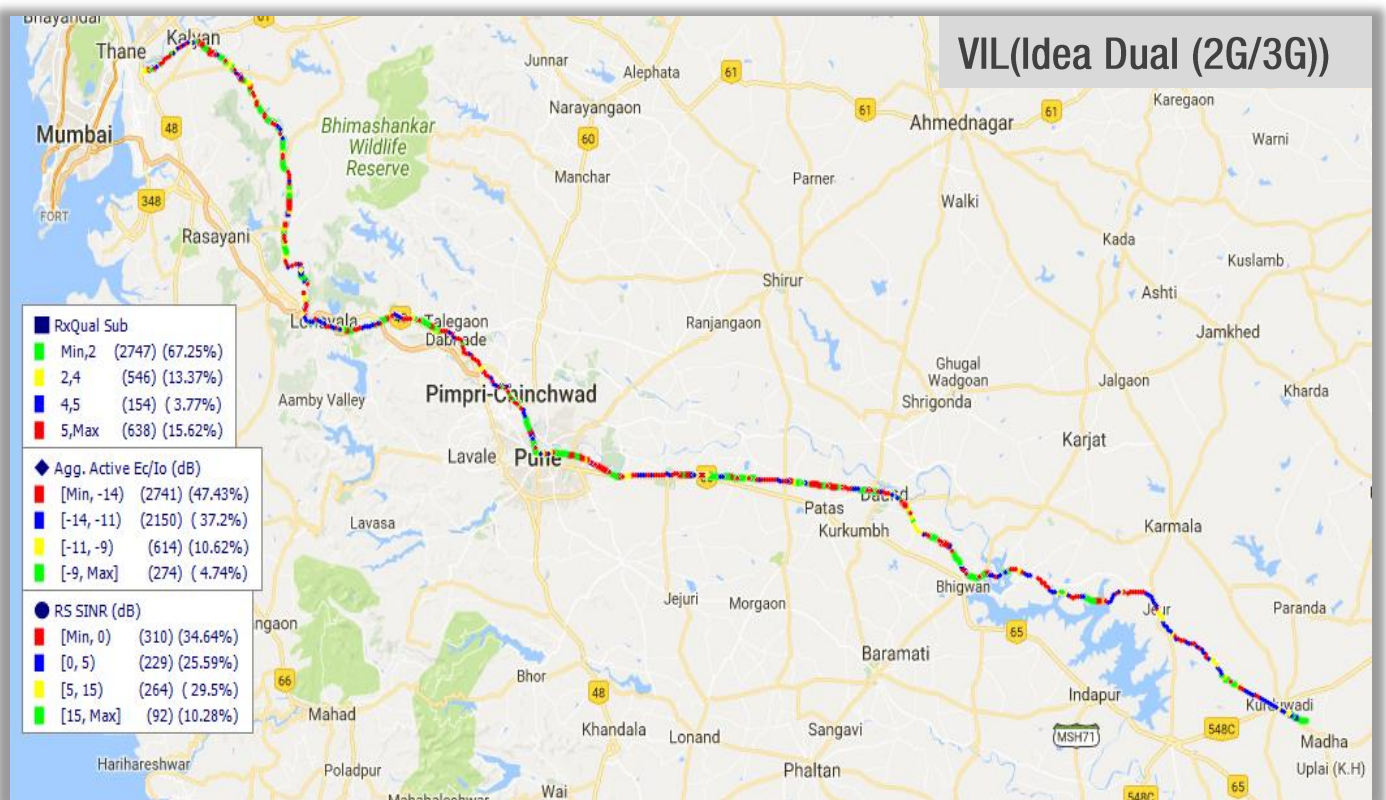 VIL(Idea Dual (2G/3G))
Bhayandar
61
Kalyan
Thane
Junnar
Alephata
61
Karegaon
Narayangaon
61
61
Ahmednagar
48
Mumbai
Bhimashankar
Wildlife
Reserve
60
Warni
Manchar
Parner
348
Walki
FORT
Rasayani
Kada
Kuslamb
Shirur
Ashti
Lonavala
Talegaon
Dabhade
Ranjangaon
Jamkhed
Ghugal
Wadgoan
Jalgaon
Kharda
Aamby Valley
Pimpri-Chinchwad
Shrigonda
Karjat
Lavale
Pune
Daund
Patas
Kurkumbh
Lavasa
Karmala
Bhigwan
Jejuri
Morgaon
Jeur
Paranda
ngaon
65
Baramati
66
Bhor
48
Indapur
Kurduwadi
Mahad
Khandala
Lonand
Sangavi
MSH71
548C
Madha
Uplai (K.H)
Harihareshwar
Poladpur
Phaltan
Mahabaleshwar
Wai
548C
65
RxQual Sub
Min,2 (2747) (67.25%)
2,4 (546) (13.37%)
4,5 (154) ( 3.77%)
5,Max (638) (15.62%)
Agg. Active Ec/Io (dB)
[Min, -14) (2741) (47.43%)
[-14, -11) (2150) ( 37.2%)
[-11, -9) (614) (10.62%)
[-9, Max] (274) ( 4.74%)
RS SINR (dB)
[Min, 0) (310) (34.64%)
[0, 5) (229) (25.59%)
[5, 15) (264) ( 29.5%)
[15, Max] (92) (10.28%)